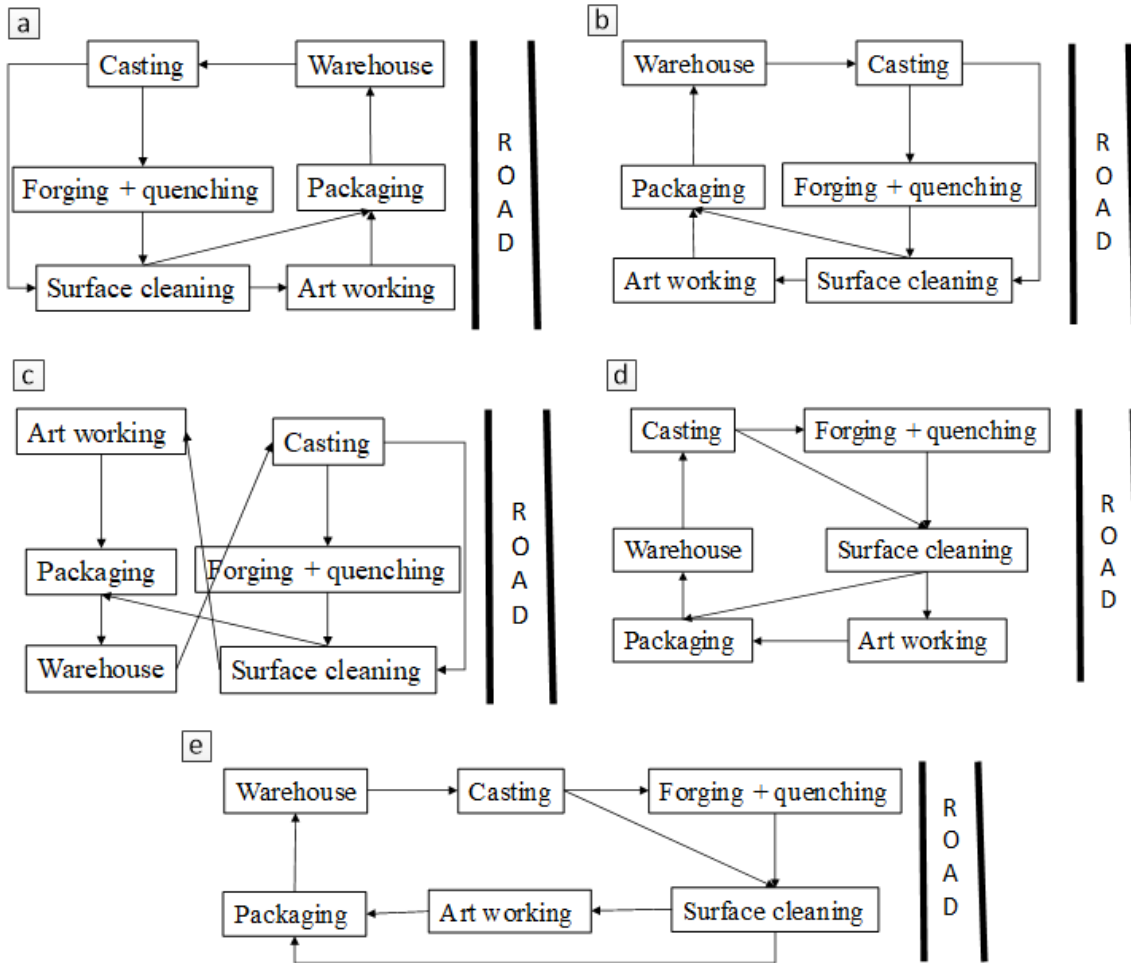 a
Casting
Warehouse
Forging + quenching
Packaging
Surface cleaning
Art working
R
O
A
D
b
Warehouse
Casting
Packaging
Forging + quenching
Art working
Surface cleaning
R
O
A
D
c
Art working
Casting
Packaging
Forging + quenching
Warehouse
Surface cleaning
R
O
A
D
d
Casting
Forging + quenching
Warehouse
Surface cleaning
Packaging
Art working
R
O
A
D
e
Warehouse
Casting
Forging + quenching
Packaging
Art working
Surface cleaning
R
O
A
D